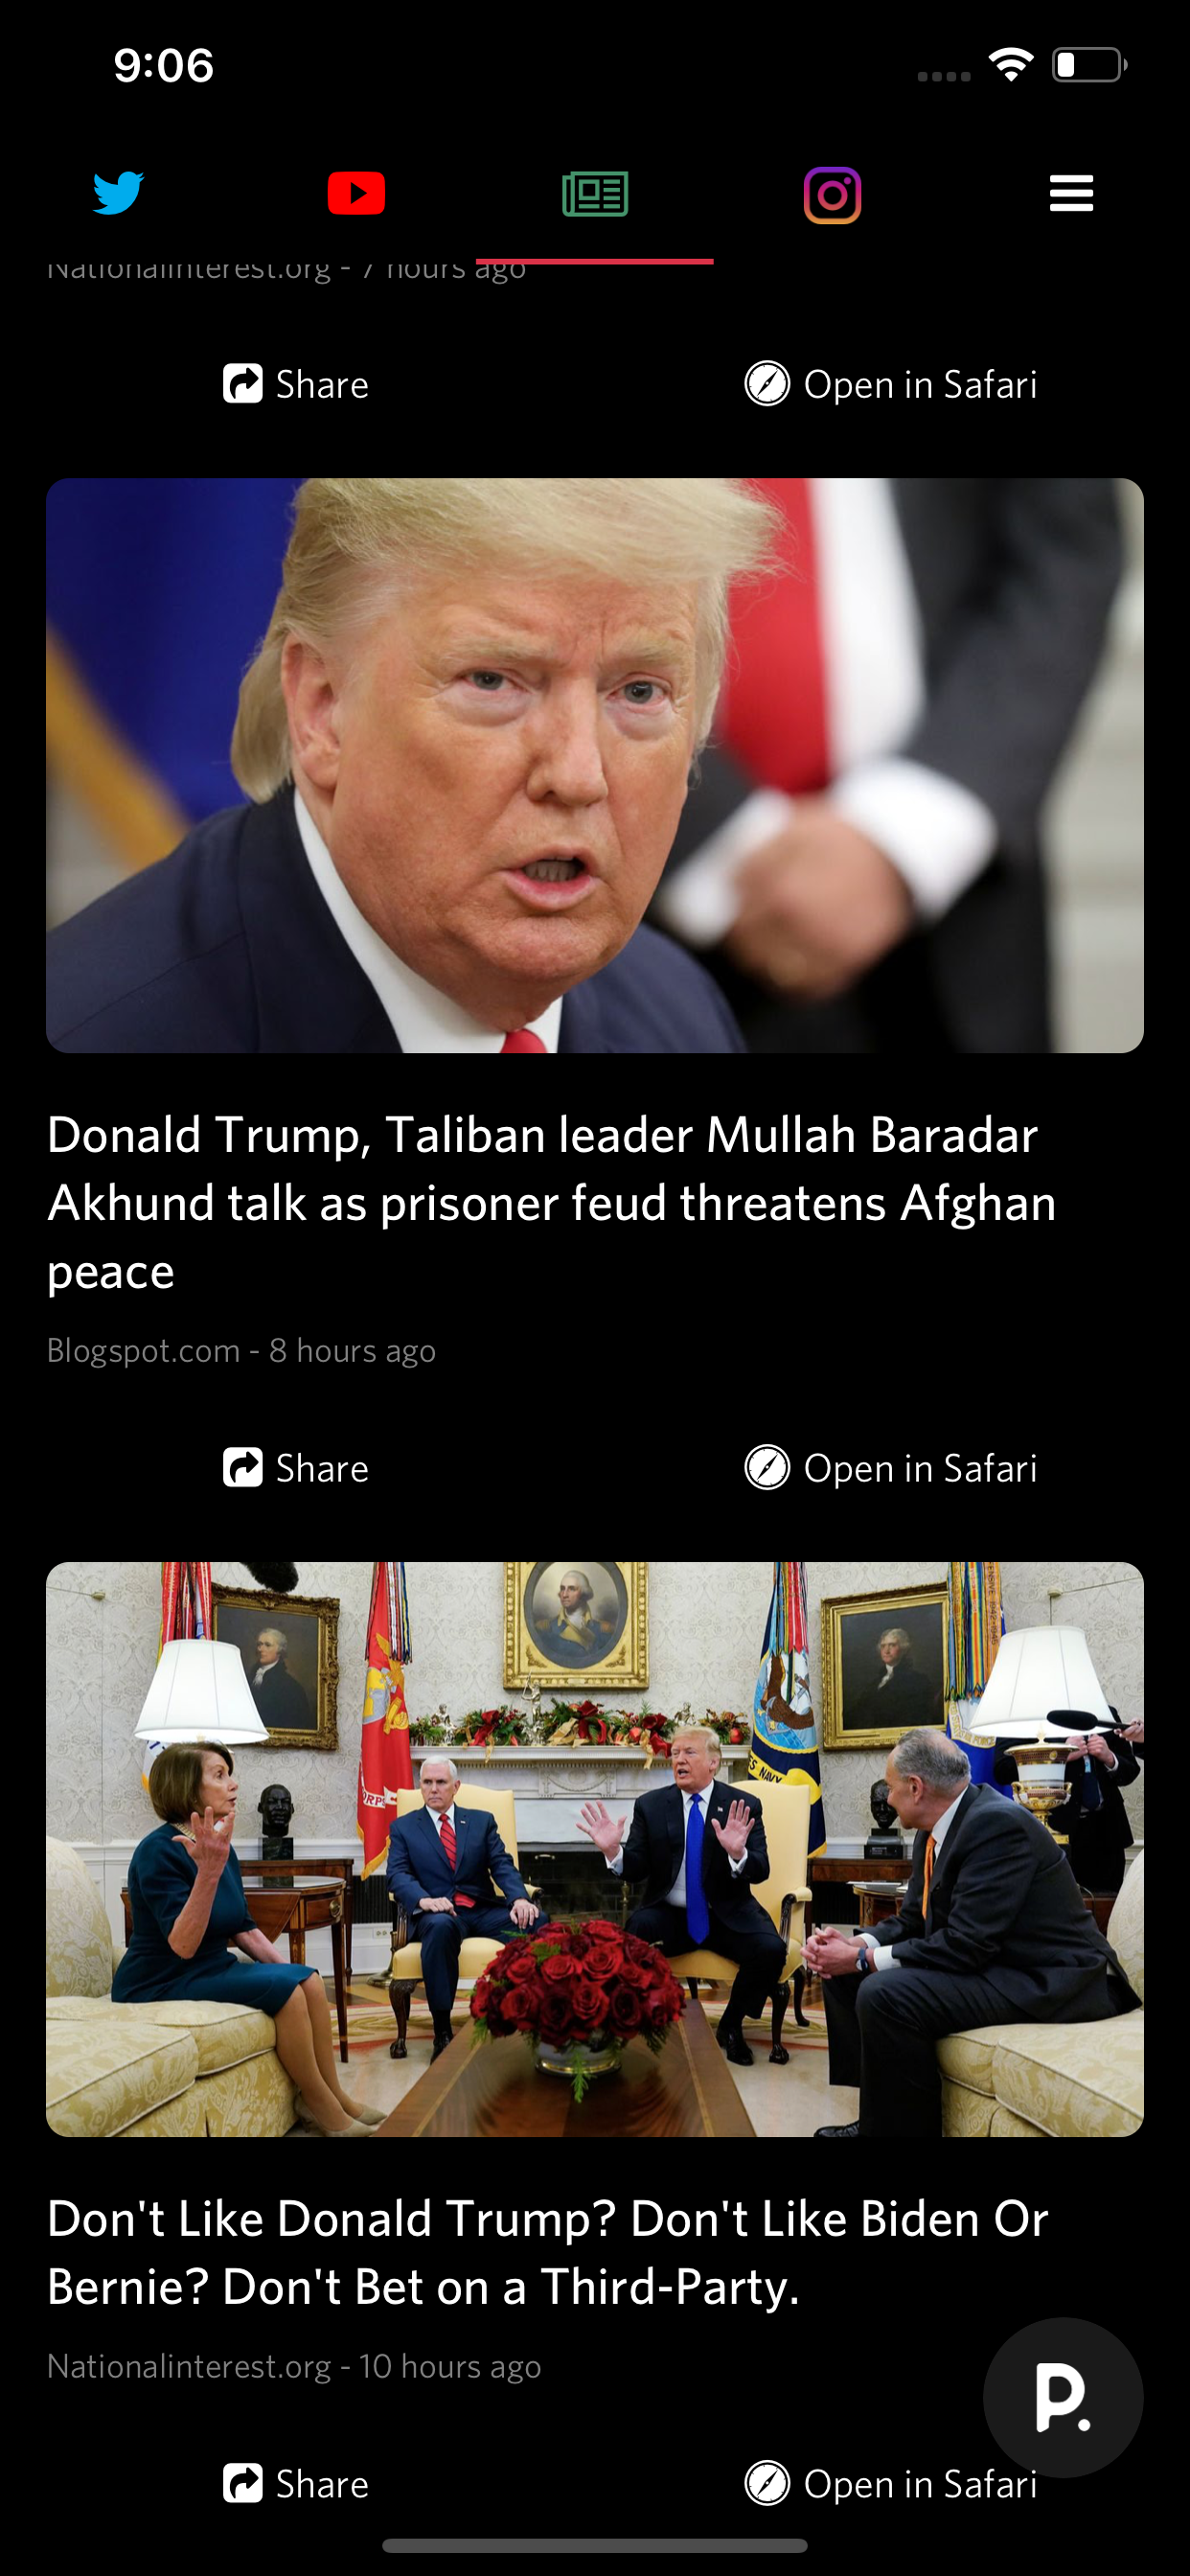 9:06
Nationalinterest.org - 7 hours ago
Share
Open in Safari
Donald Trump, Taliban leader Mullah Baradar
Akhund talk as prisoner feud threatens Afghan
peace
Blogspot.com - 8 hours ago
Share
Open in Safari
ORPS
S NAVY
Don't Like Donald Trump? Don't Like Biden Or
Bernie? Don't Bet on a Third-Party.
Nationalinterest.org - 10 hours ago
P.
Share
Open in Safari